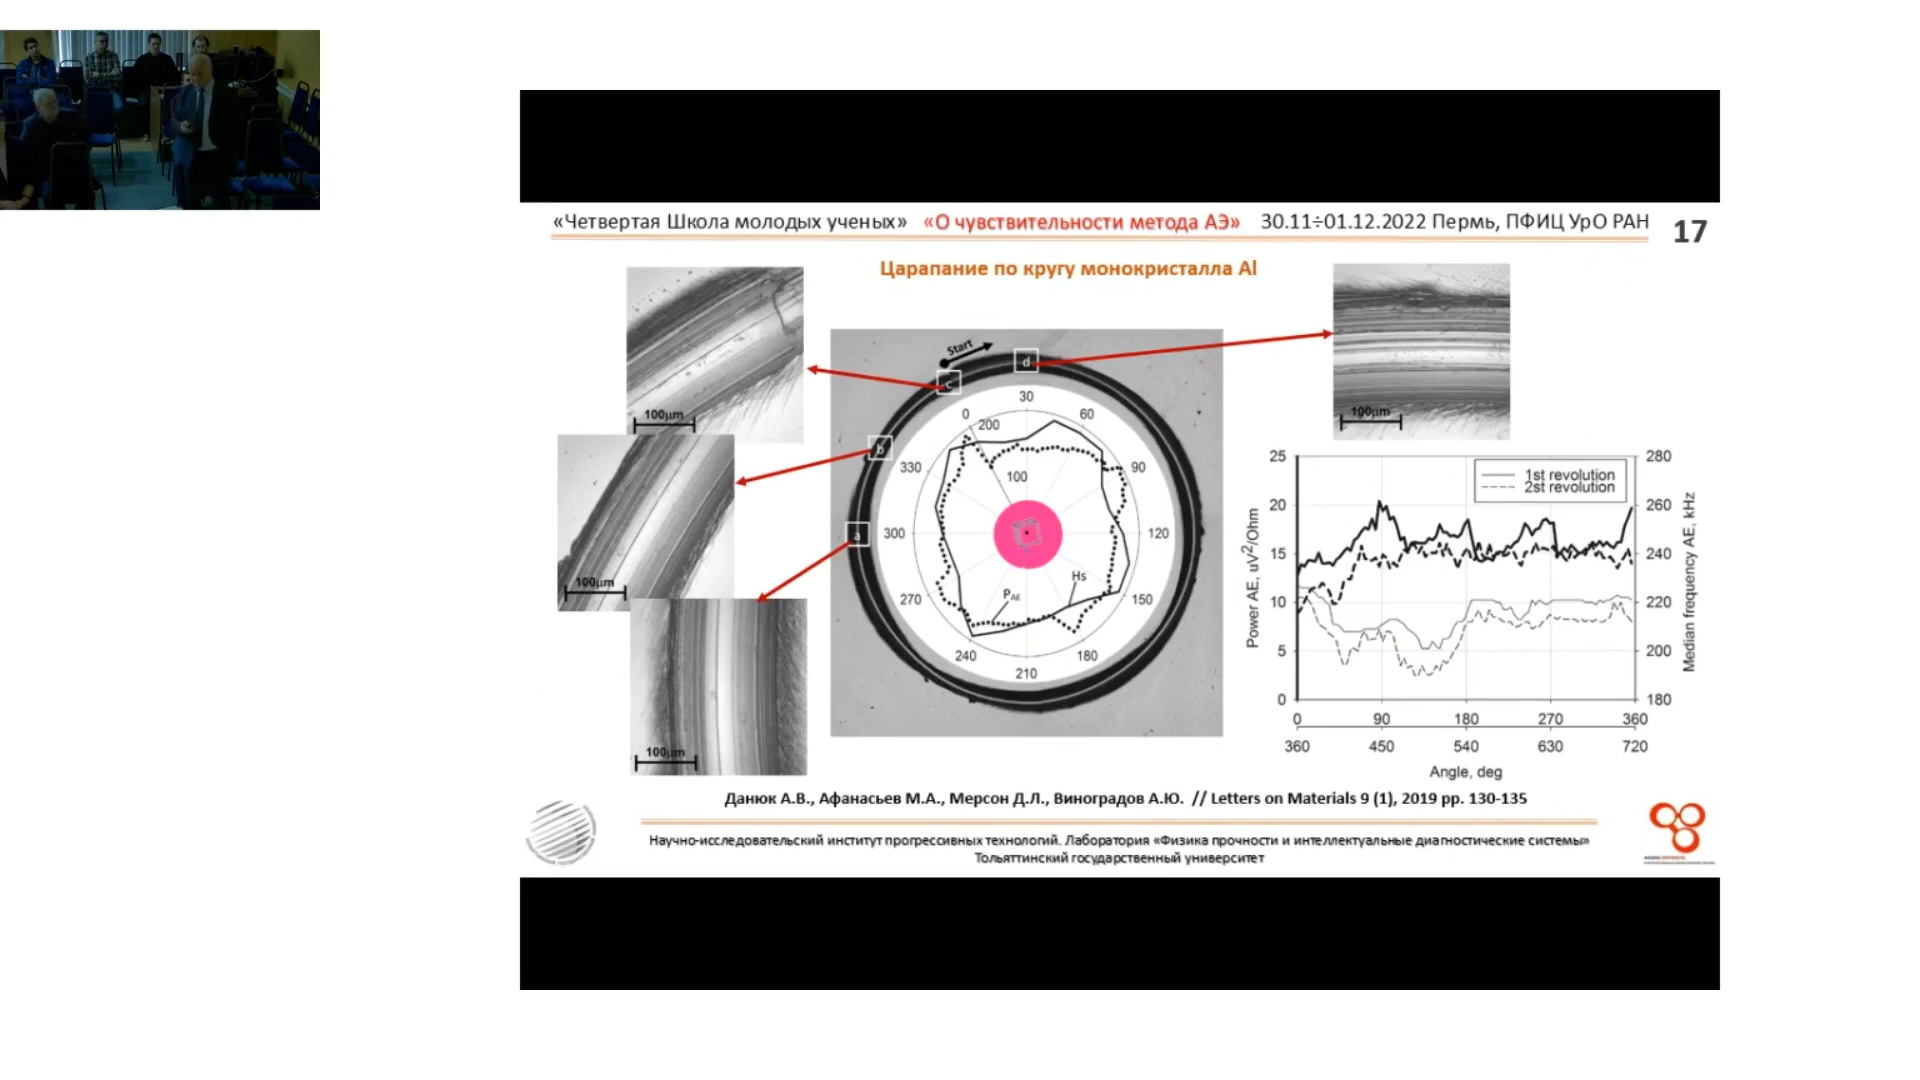 «Четвертая Школа молодых ученых» «О чувствительности метода АЭ» 30.11÷01.12.2022 Пермь, ПФИЦ УрО РАН 17
Царапание по кругу монокристалла Al
100µm
100µm
100µm
100µm
Start
a
b
c
d
0
30
60
90
120
150
180
210
240
270
300
330
200
100
P_AE
Hs
1st revolution
2st revolution
Power AE, uV²/Ohm
25
20
15
10
5
0
Median frequency AE, kHz
280
260
240
220
200
180
0 90 180 270 360
360 450 540 630 720
Angle, deg
Данюк А.В., Афанасьев М.А., Мерсон Д.Л., Виноградов А.Ю. // Letters on Materials 9 (1), 2019 pp. 130-135
Научно-исследовательский институт прогрессивных технологий. Лаборатория «Физика прочности и интеллектуальные диагностические системы»
Тольяттинский государственный университет